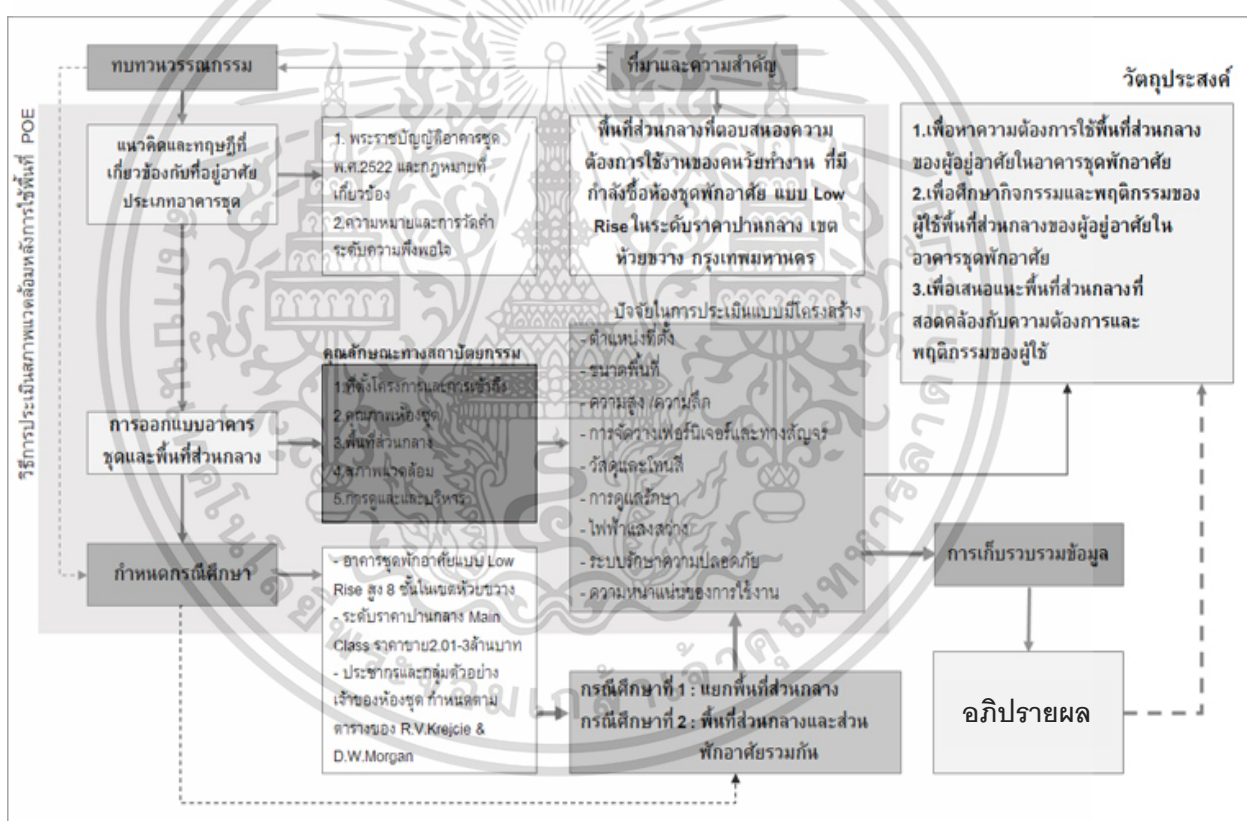 ทบทวนวรรณกรรม
ที่มาและความสำคัญ
วัตถุประสงค์
วิธีการประเมินสภาพแวดล้อมหลังการใช้พื้นที่ POE
แนวคิดและทฤษฎีที่
เกี่ยวข้องกับที่อยู่อาศัย
ประเภทอาคารชุด
1. พระราชบัญญัติอาคารชุด
พ.ศ.2522 และกฎหมายที่
เกี่ยวข้อง
2.ความหมายและการวัดค่า
ระดับความพึงพอใจ
พื้นที่ส่วนกลางที่ตอบสนองความ
ต้องการใช้งานของคนวัยทำงาน ที่มี
กำลังซื้อห้องชุดพักอาศัย แบบ Low
Rise ในระดับราคาปานกลาง เขต
ห้วยขวาง กรุงเทพมหานคร
1.เพื่อหาความต้องการใช้พื้นที่ส่วนกลาง
ของผู้อยู่อาศัยในอาคารชุดพักอาศัย
2.เพื่อศึกษากิจกรรมและพฤติกรรมของ
ผู้ใช้พื้นที่ส่วนกลางของผู้อยู่อาศัยใน
อาคารชุดพักอาศัย
3.เพื่อเสนอแนะพื้นที่ส่วนกลางที่
สอดคล้องกับความต้องการและ
พฤติกรรมของผู้ใช้
การออกแบบอาคาร
ชุดและพื้นที่ส่วนกลาง
คุณลักษณะทางสถาปัตยกรรม
1.ที่ตั้งโครงการและการเข้าถึง
2.คุณภาพห้องชุด
3.พื้นที่ส่วนกลาง
4.สภาพแวดล้อม
5.การดูและและบริหาร
ปัจจัยในการประเมินแบบมีโครงสร้าง
- ตำแหน่งที่ตั้ง
- ขนาดพื้นที่
- ความสูง /ความลึก
- การจัดวางเฟอร์นิเจอร์และทางสัญจร
- วัสดุและโทนสี
- การดูแลรักษา
- ไฟฟ้าแสงสว่าง
- ระบบรักษาความปลอดภัย
- ความหนาแน่นของการใช้งาน
กำหนดกรณีศึกษา
- อาคารชุดพักอาศัยแบบ Low
Rise สูง 8 ชั้นในเขตห้วยขวาง
- ระดับราคาปานกลาง Main
Class ราคาขาย2.01-3ล้านบาท
- ประชากรและกลุ่มตัวอย่าง
เจ้าของห้องชุด กำหนดตาม
ตารางของ R.V.Krejcie &
D.W.Morgan
กรณีศึกษาที่ 1 : แยกพื้นที่ส่วนกลาง
กรณีศึกษาที่ 2 : พื้นที่ส่วนกลางและส่วน
พักอาศัยรวมกัน
การเก็บรวบรวมข้อมูล
อภิปรายผล